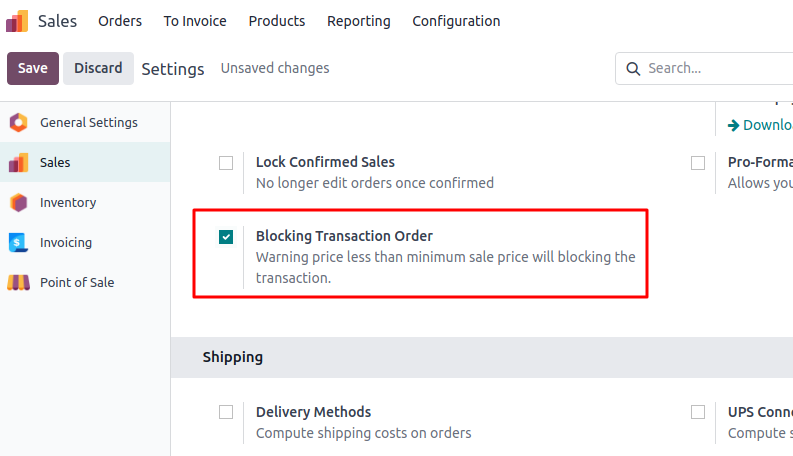 Sales Orders To Invoice Products Reporting Configuration
Save Discard Settings Unsaved changes Search...
General Settings
Sales
Inventory
Invoicing
Point of Sale
Downlo
Lock Confirmed Sales
No longer edit orders once confirmed
Pro-Forma
Allows you
Blocking Transaction Order
Warning price less than minimum sale price will blocking the
transaction.
Shipping
Delivery Methods
Compute shipping costs on orders
UPS Conne
Compute s